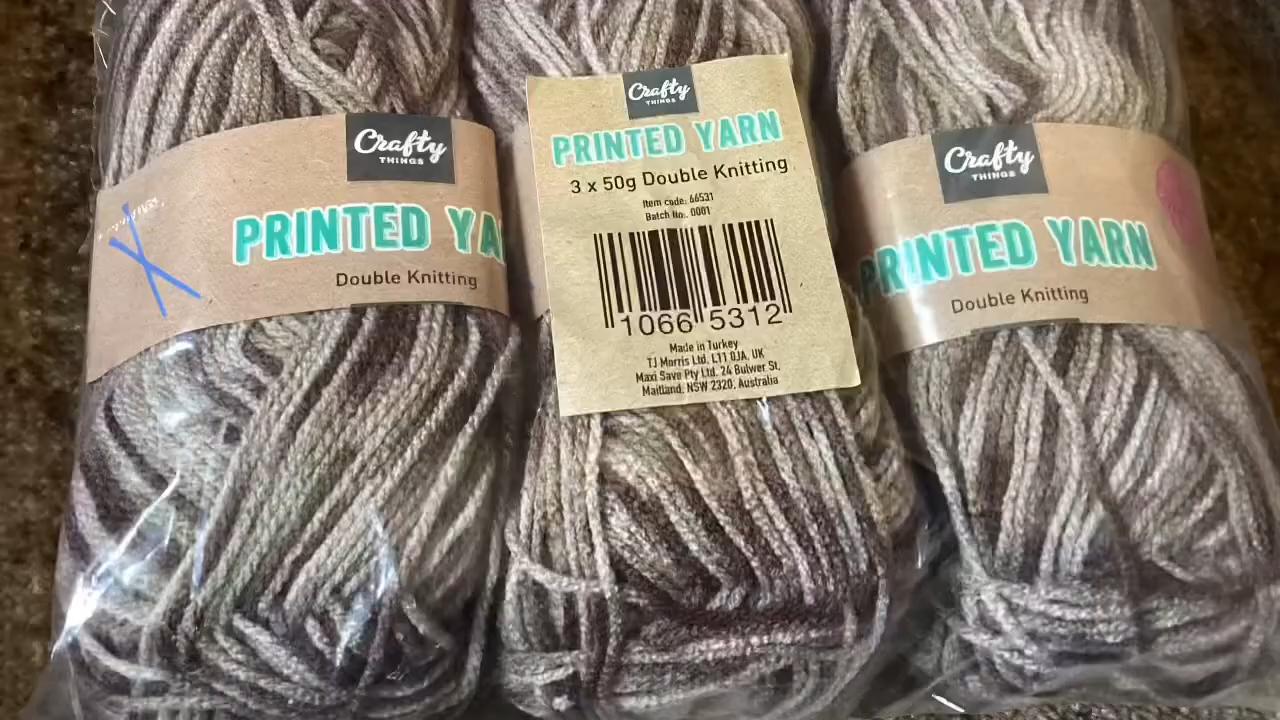 Crafty
THINGS
PRINTED YA
Double Knitting
Crafty
THINGS
PRINTED YARN
3 x 50g Double Knitting
Item code: 66531
Batch No:. 0001
1066 5312
Made in Turkey
TJ Morris Ltd, L11 0JA, UK
Maxi Save Pty Ltd. 24 Bulwer St,
Maitland, NSW 2320, Australia
Crafty
THINGS
PRINTED YARN
Double Knitting